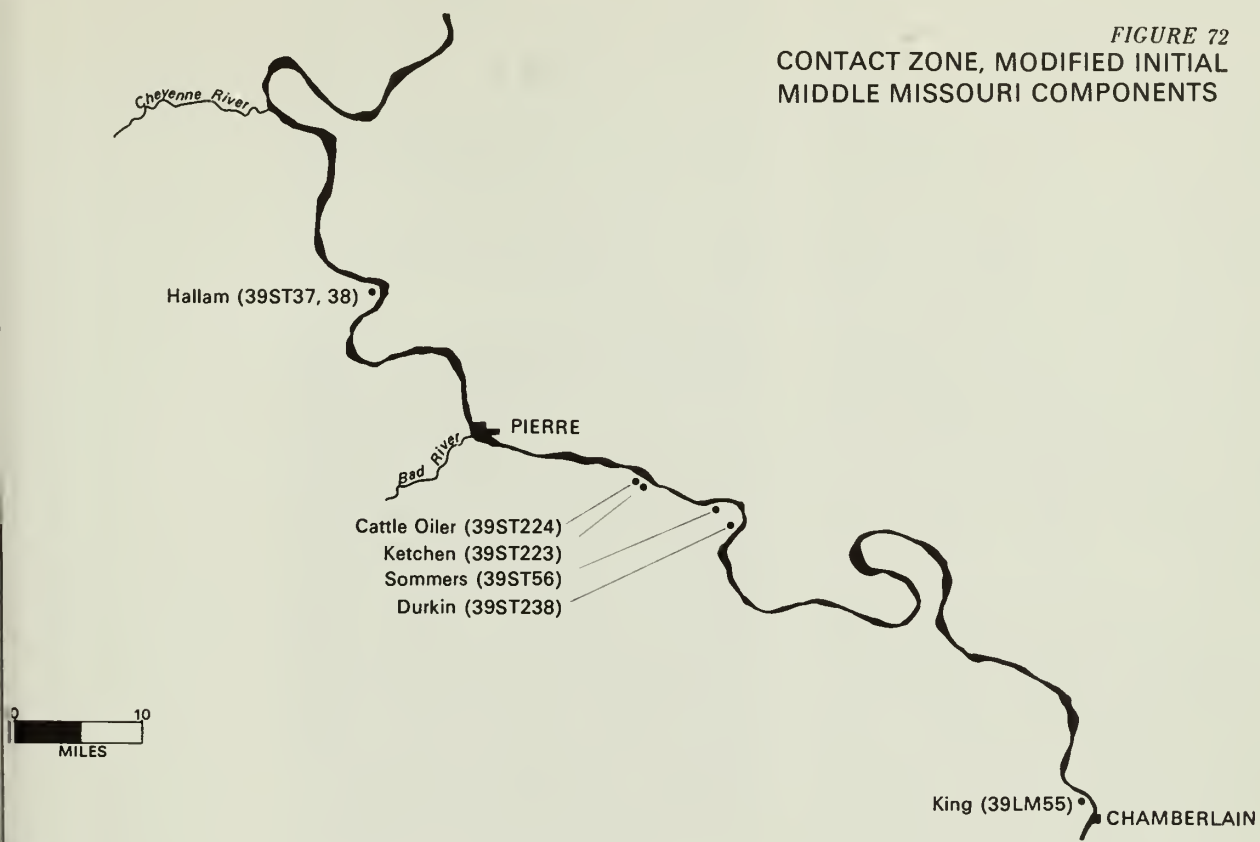 FIGURE 72
CONTACT ZONE, MODIFIED INITIAL
MIDDLE MISSOURI COMPONENTS
Cheyenne River
Hallam (39ST37, 38)
PIERRE
Bad River
Cattle Oiler (39ST224)
Ketchen (39ST223)
Sommers (39ST56)
Durkin (39ST238)
0 10
MILES
King (39LM55)
CHAMBERLAIN